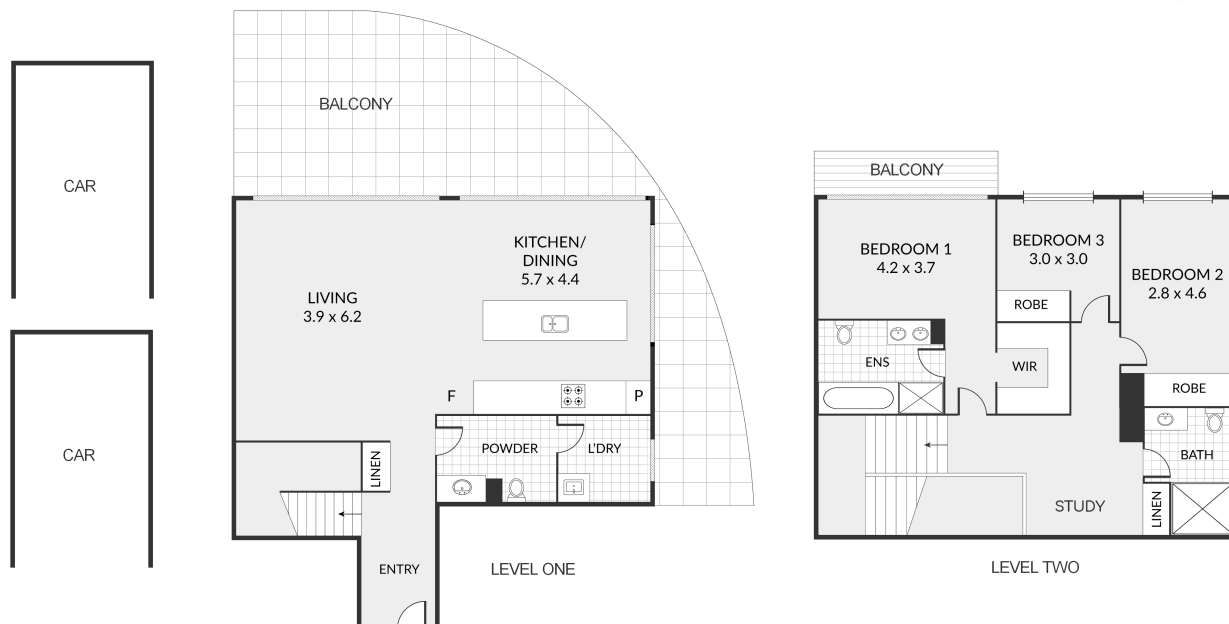 CAR
CAR
BALCONY
LIVING
3.9 x 6.2
KITCHEN/
DINING
5.7 x 4.4
F
P
POWDER
L'DRY
LINEN
ENTRY
LEVEL ONE
BALCONY
BEDROOM 1
4.2 x 3.7
BEDROOM 3
3.0 x 3.0
BEDROOM 2
2.8 x 4.6
ROBE
ENS
WIR
ROBE
BATH
STUDY
LINEN
LEVEL TWO